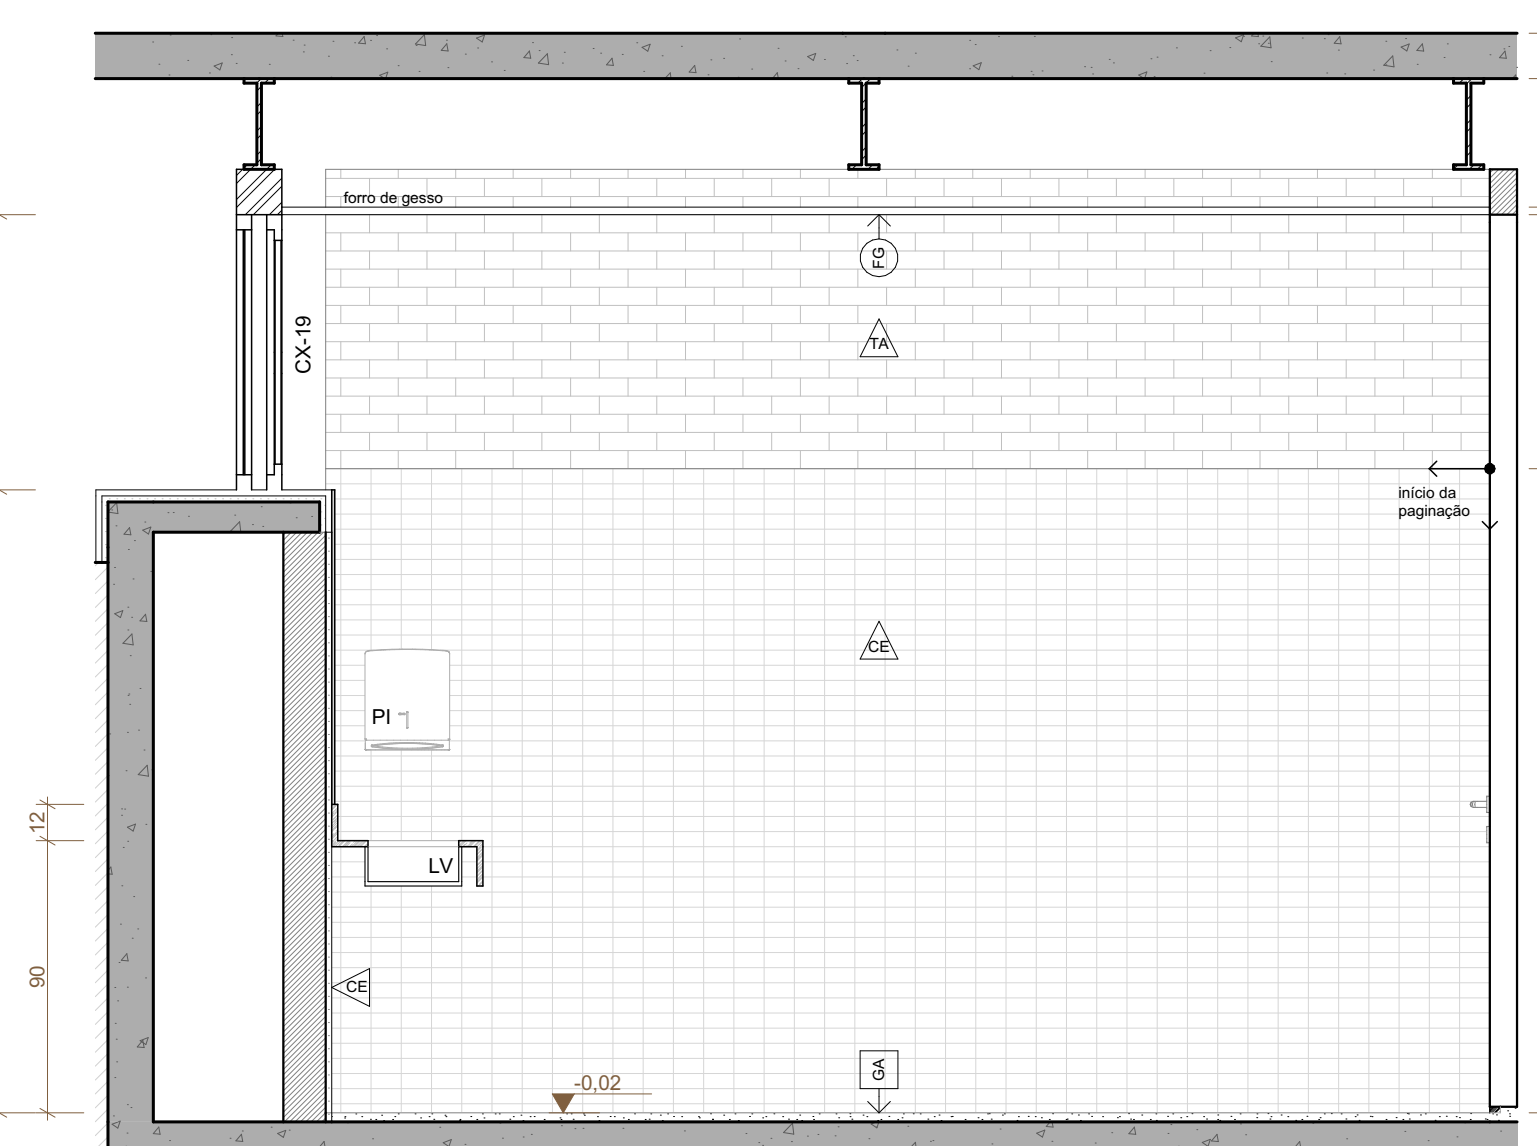 forro de gesso
FG
CX-19
TA
início da
paginação
CE
PI
12
LV
90
CE
GA
-0,02